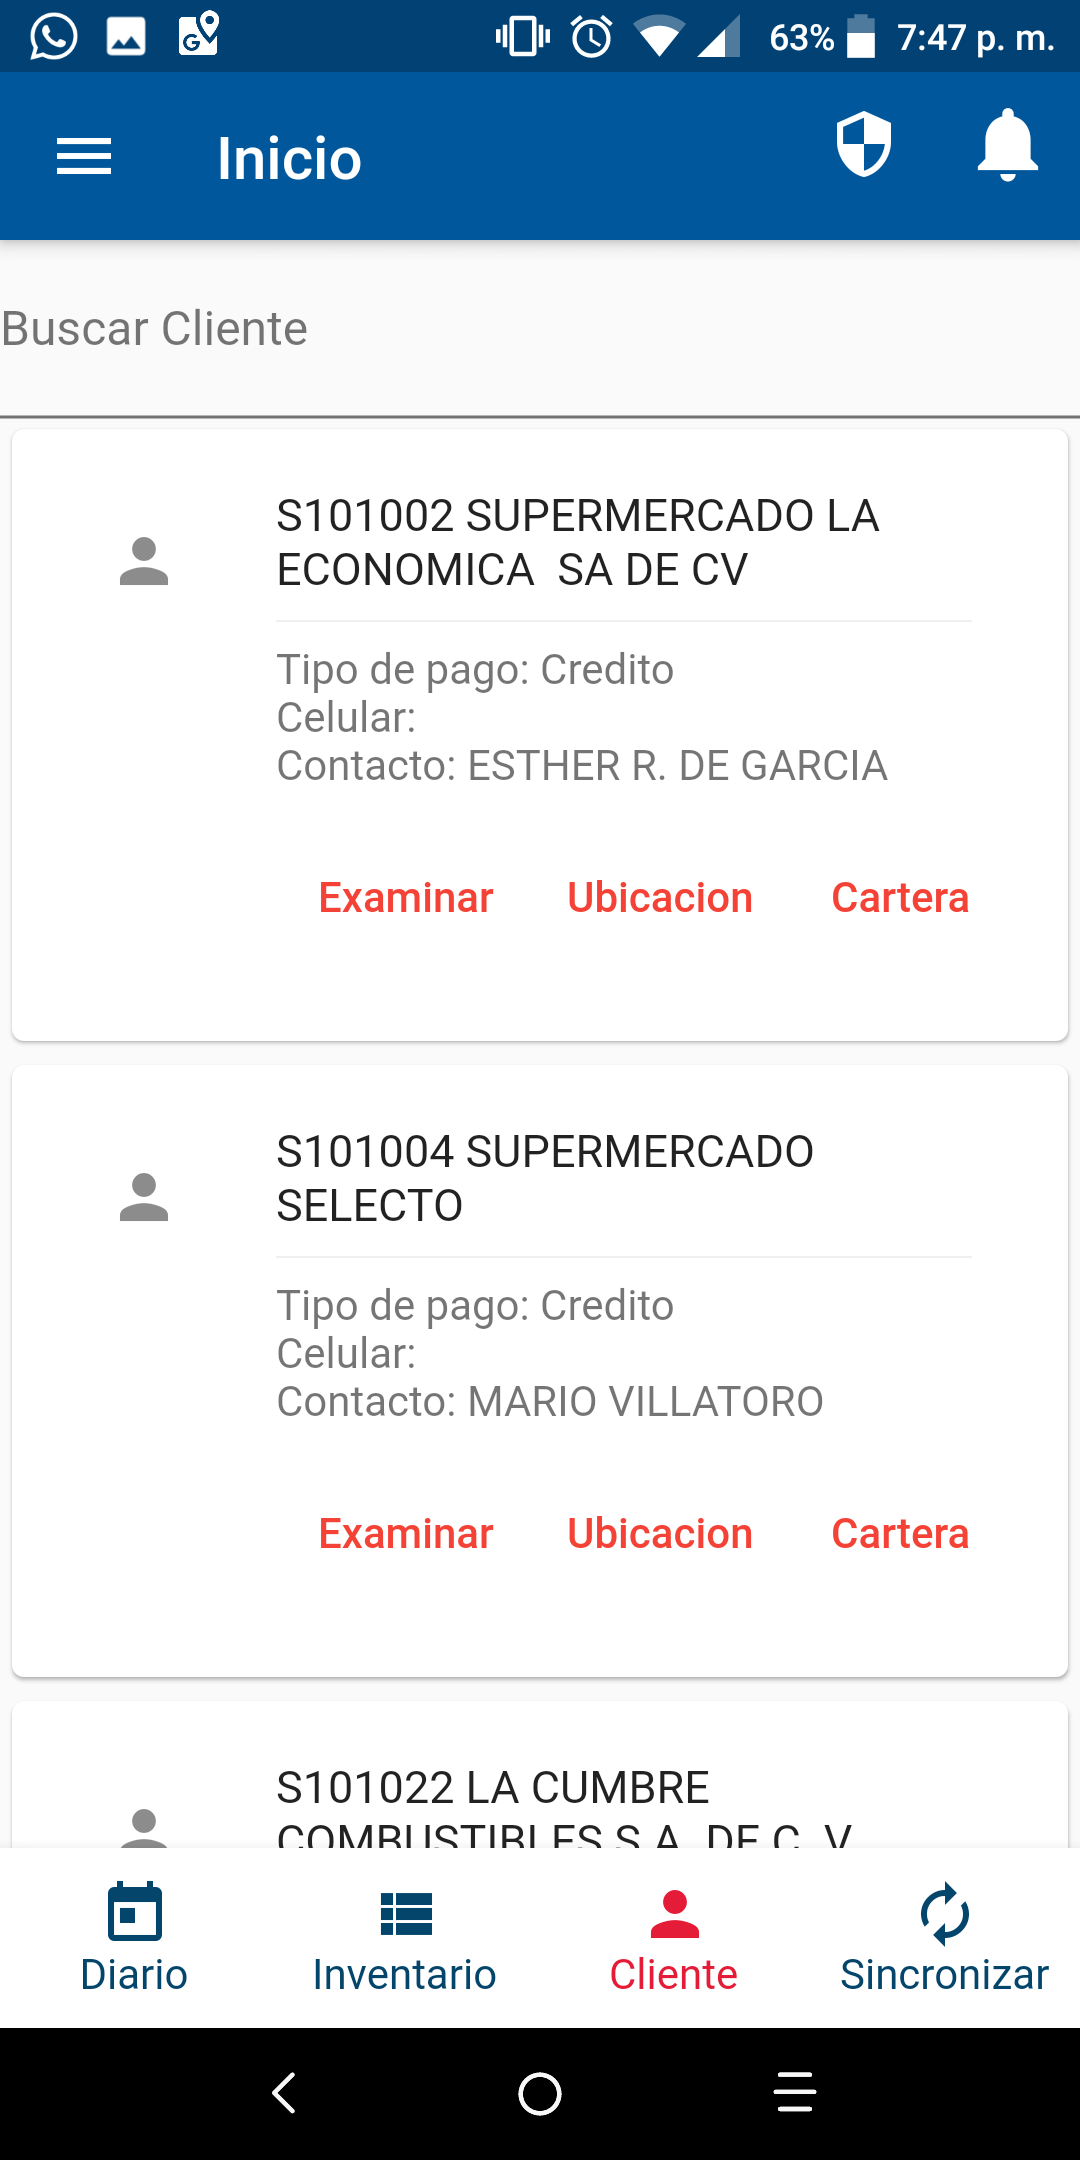 63% 7:47 p. m.
Inicio
Buscar Cliente
S101002 SUPERMERCADO LA
ECONOMICA  SA DE CV
Tipo de pago: Credito
Celular:
Contacto: ESTHER R. DE GARCIA
Examinar Ubicacion Cartera
S101004 SUPERMERCADO
SELECTO
Tipo de pago: Credito
Celular:
Contacto: MARIO VILLATORO
Examinar Ubicacion Cartera
S101022 LA CUMBRE
COMBUSTIBLES S.A. DE C. V.
Diario Inventario Cliente Sincronizar